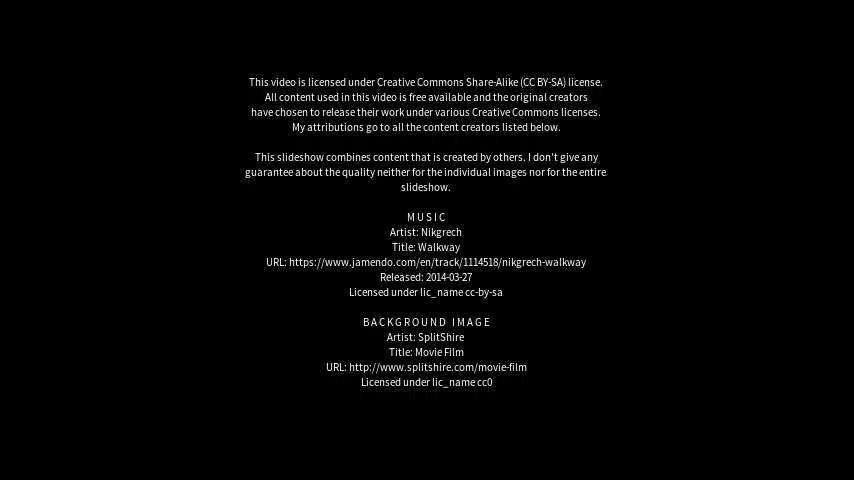 This video is licensed under Creative Commons Share-Alike (CC BY-SA) license.
All content used in this video is free available and the original creators
have chosen to release their work under various Creative Commons licenses.
My attributions go to all the content creators listed below.
This slideshow combines content that is created by others. I don't give any
guarantee about the quality neither for the individual images nor for the entire
slideshow.
MUSIC
Artist: Nikgrech
Title: Walkway
URL: https://www.jamendo.com/en/track/1114518/nikgrech-walkway
Released: 2014-03-27
Licensed under lic_name cc-by-sa
BACKGROUND IMAGE
Artist: SplitShire
Title: Movie Film
URL: http://www.splitshire.com/movie-film
Licensed under lic_name cc0